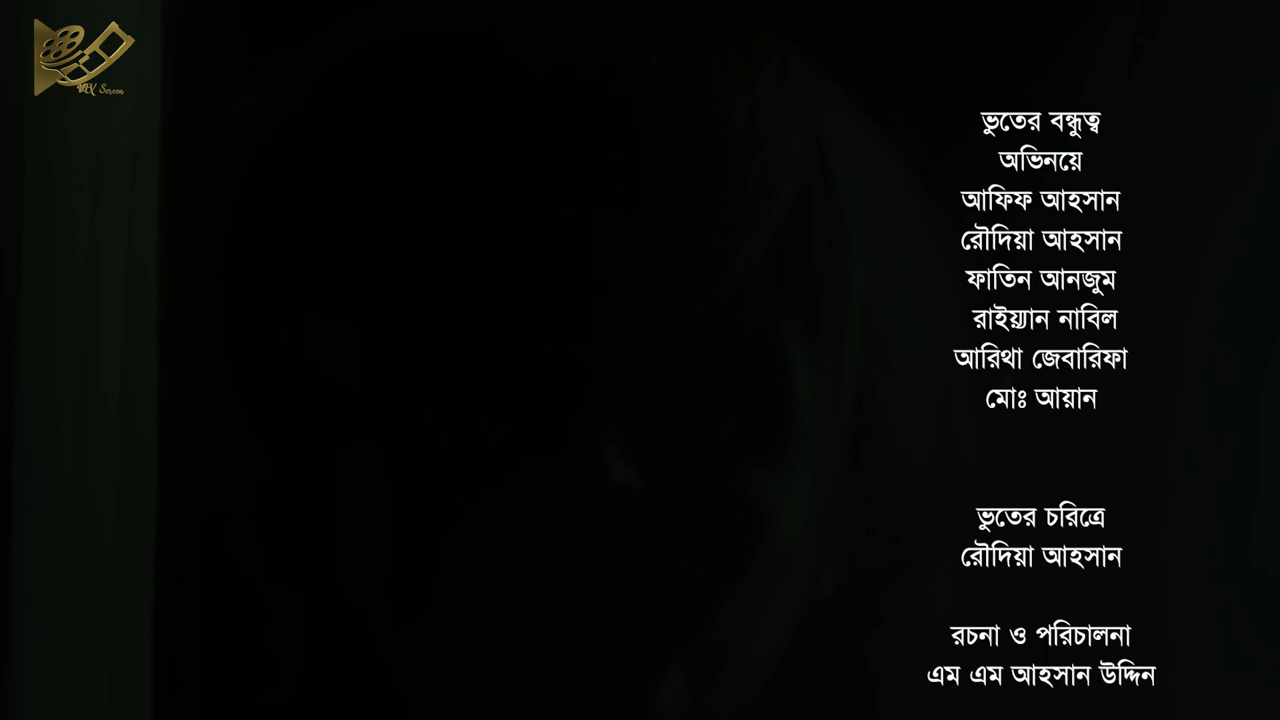 ভুতের বন্ধুত্ব
অভিনয়ে
আফিফ আহসান
রৌদিয়া আহসান
ফাতিন আনজুম
রাইয়্যান নাবিল
আরিথা জেবারিফা
মোঃ আয়ান
ভুতের চরিত্রে
রৌদিয়া আহসান
রচনা ও পরিচালনা
এম এম আহসান উদ্দিন